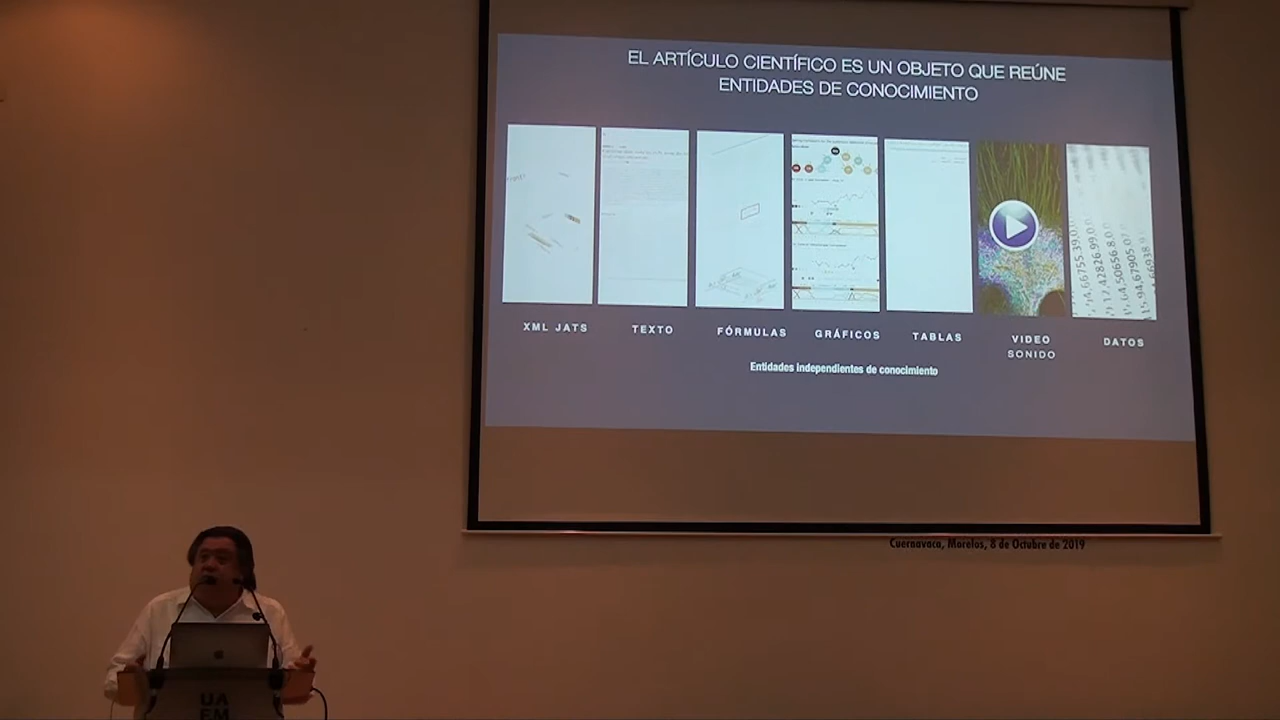 EL ARTÍCULO CIENTÍFICO ES UN OBJETO QUE REÚNE
ENTIDADES DE CONOCIMIENTO
XML JATS
TEXTO
FÓRMULAS
GRÁFICOS
TABLAS
VIDEO
SONIDO
DATOS
Entidades independientes de conocimiento
Cuernavaca, Morelos, 8 de Octubre de 2019
UA
EM